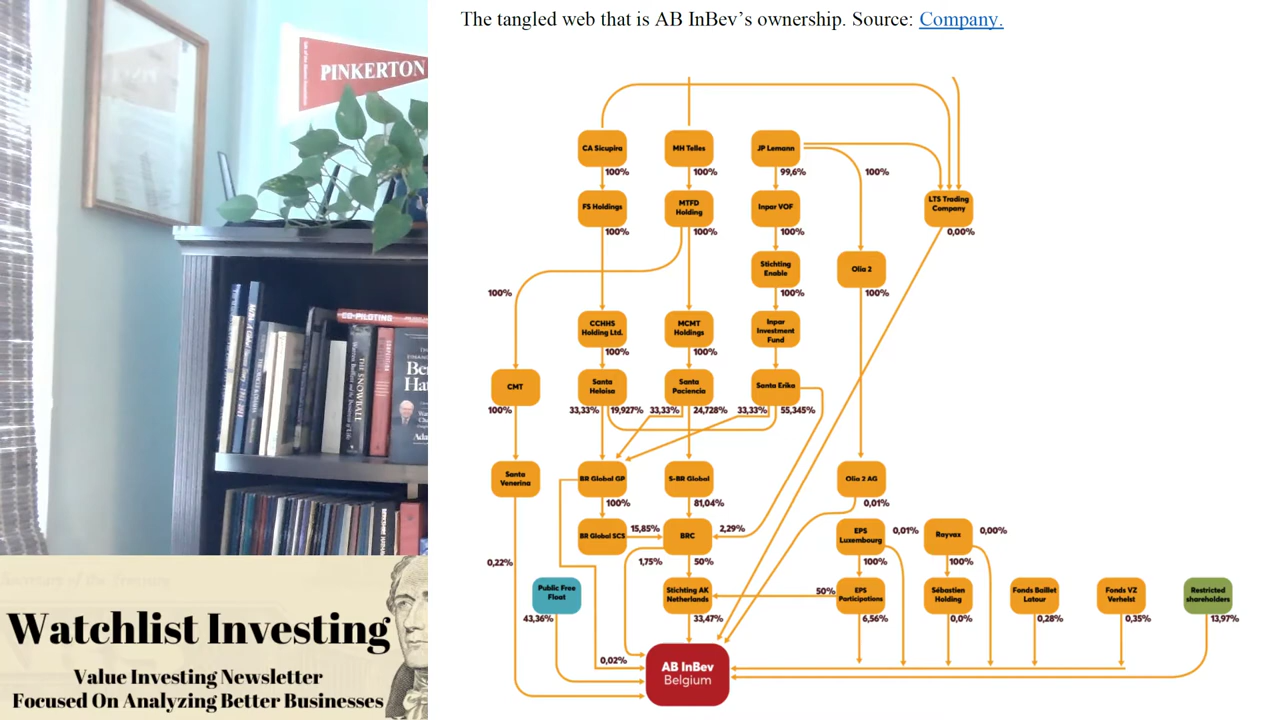 The tangled web that is AB InBev's ownership. Source: Company.
PINKERTON
CO-PILOTING
THE SNOWBALL
Watchlist Investing
Value Investing Newsletter
Focused On Analyzing Better Businesses
CA Sicupira
MH Telles
JP Lemann
100%
100%
99,6%
100%
FS Holdings
MTFD
Holding
Inpar VOF
LTS Trading
Company
100%
100%
100%
0,00%
Stichting
Enable
Olia 2
100%
100%
100%
CCHHS
Holding Ltd.
MCMT
Holdings
Inpar
Investment
Fund
100%
100%
CMT
Santa
Heloisa
Santa
Paciencia
Santa Erika
100%
33,33%
19,927%
33,33%
24,728%
33,33%
55,345%
Santa
Venerina
BR Global GP
S-BR Global
Olia 2 AG
100%
81,04%
0,01%
BR Global SCS
15,85%
BRC
2,29%
EPS
Luxembourg
0,01%
Rayvax
0,00%
0,22%
1,75%
50%
100%
100%
Public Free
Float
Stichting AK
Netherlands
50%
EPS
Participations
Sébastien
Holding
Fonds Baillet
Latour
Fonds VZ
Verhelst
Restricted
shareholders
43,36%
33,47%
6,56%
0,0%
0,28%
0,35%
13,97%
0,02%
AB InBev
Belgium